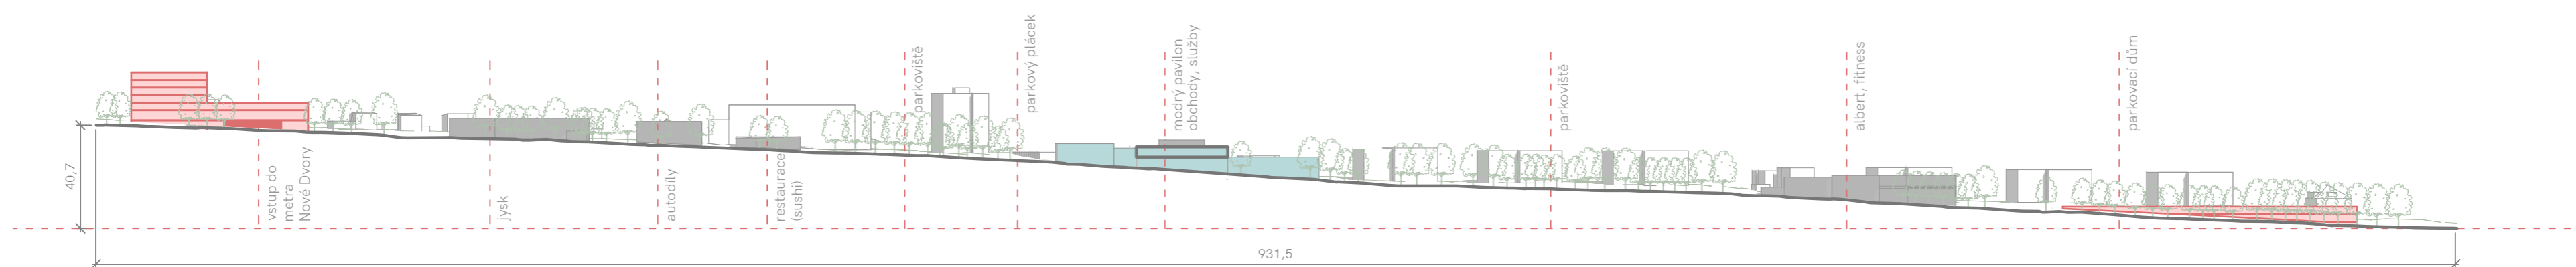 40,7
vstup do
metra
Nové Dvory
jysk
autodíly
restaurace
(sushi)
parkoviště
parkový plácek
modrý pavilon
obchody, služby
parkoviště
albert, fitness
parkovací dům
931,5